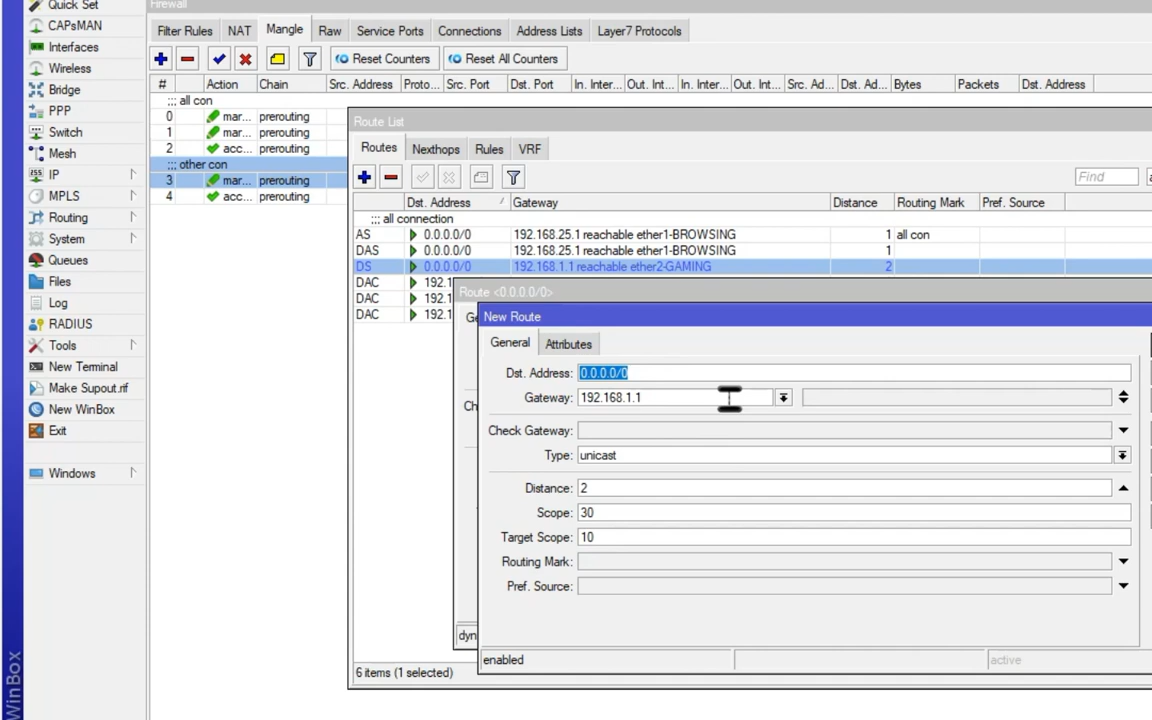 Firewall
Quick Set
CAPsMAN
Interfaces
Wireless
Bridge
PPP
Switch
Mesh
IP
MPLS
Routing
System
Queues
Files
Log
RADIUS
Tools
New Terminal
Make Supout.rif
New WinBox
Exit
Windows
WinBox
Filter Rules NAT Mangle Raw Service Ports Connections Address Lists Layer7 Protocols
Reset Counters Reset All Counters
# Action Chain Src. Address Proto... Src. Port Dst. Port In. Inter... Out. Int... In. Inter... Out. Int... Src. Ad... Dst. Ad... Bytes Packets Dst. Address
;;; all con
0 mar... prerouting
1 mar... prerouting
2 acc... prerouting
;;; other con
3 mar... prerouting
4 acc... prerouting
Route List
Routes Nexthops Rules VRF
Find
Dst. Address Gateway Distance Routing Mark Pref. Source
;;; all connection
AS 0.0.0.0/0 192.168.25.1 reachable ether1-BROWSING 1 all con
DAS 0.0.0.0/0 192.168.25.1 reachable ether1-BROWSING 1
DS 0.0.0.0/0 192.168.1.1 reachable ether2-GAMING 2
DAC 192.1
DAC 192.1
DAC 192.1
Route <0.0.0.0/0>
Ge
Ch
dyn
New Route
General Attributes
Dst. Address: 0.0.0.0/0
Gateway: 192.168.1.1
Check Gateway:
Type: unicast
Distance: 2
Scope: 30
Target Scope: 10
Routing Mark:
Pref. Source:
enabled active
6 items (1 selected)